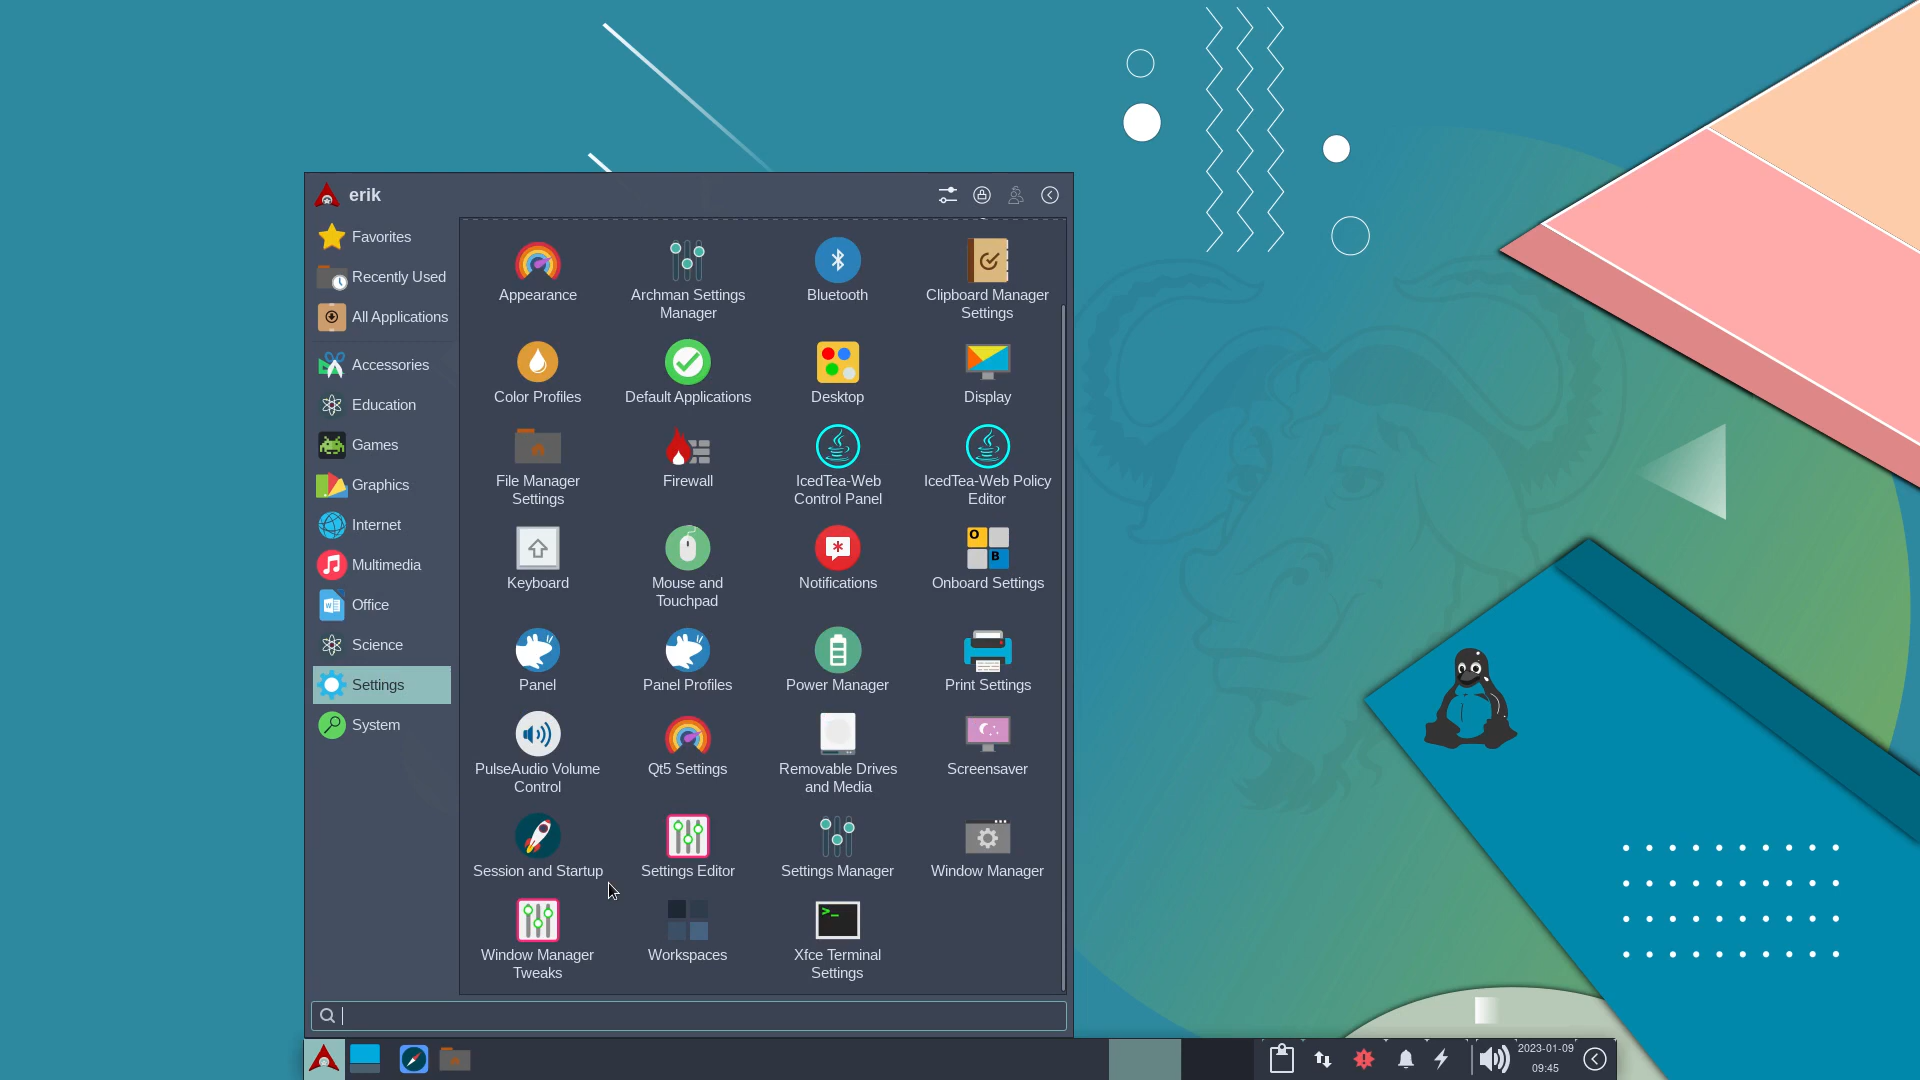 erik
Favorites
Recently Used
All Applications
Accessories
Education
Games
Graphics
Internet
Multimedia
Office
Science
Settings
System
Appearance
Archman Settings
Manager
Bluetooth
Clipboard Manager
Settings
Color Profiles
Default Applications
Desktop
Display
File Manager
Settings
Firewall
IcedTea-Web
Control Panel
IcedTea-Web Policy
Editor
Keyboard
Mouse and
Touchpad
Notifications
O
B
Onboard Settings
Panel
Panel Profiles
Power Manager
Print Settings
PulseAudio Volume
Control
Qt5 Settings
Removable Drives
and Media
Screensaver
Session and Startup
Settings Editor
Settings Manager
Window Manager
Window Manager
Tweaks
Workspaces
>_
Xfce Terminal
Settings
2023-01-09
09:45